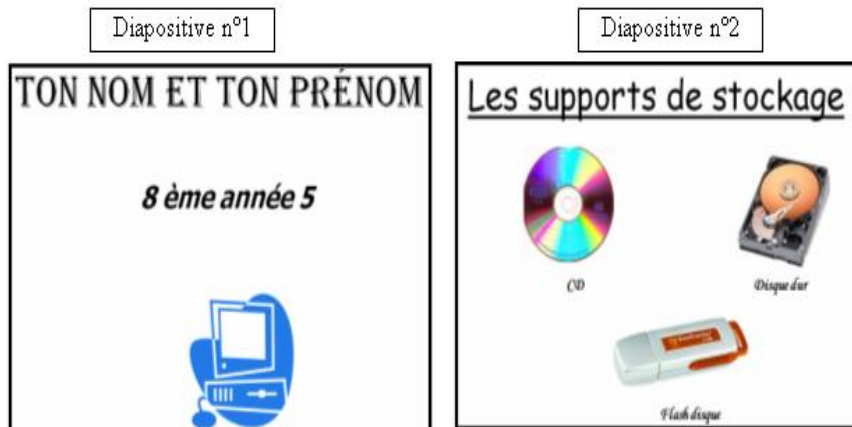 Diapositive n°1
Diapositive n°2
TON NOM ET TON PRÉNOM
8 ème année 5
Les supports de stockage
CD
Disque dur
Flash disque